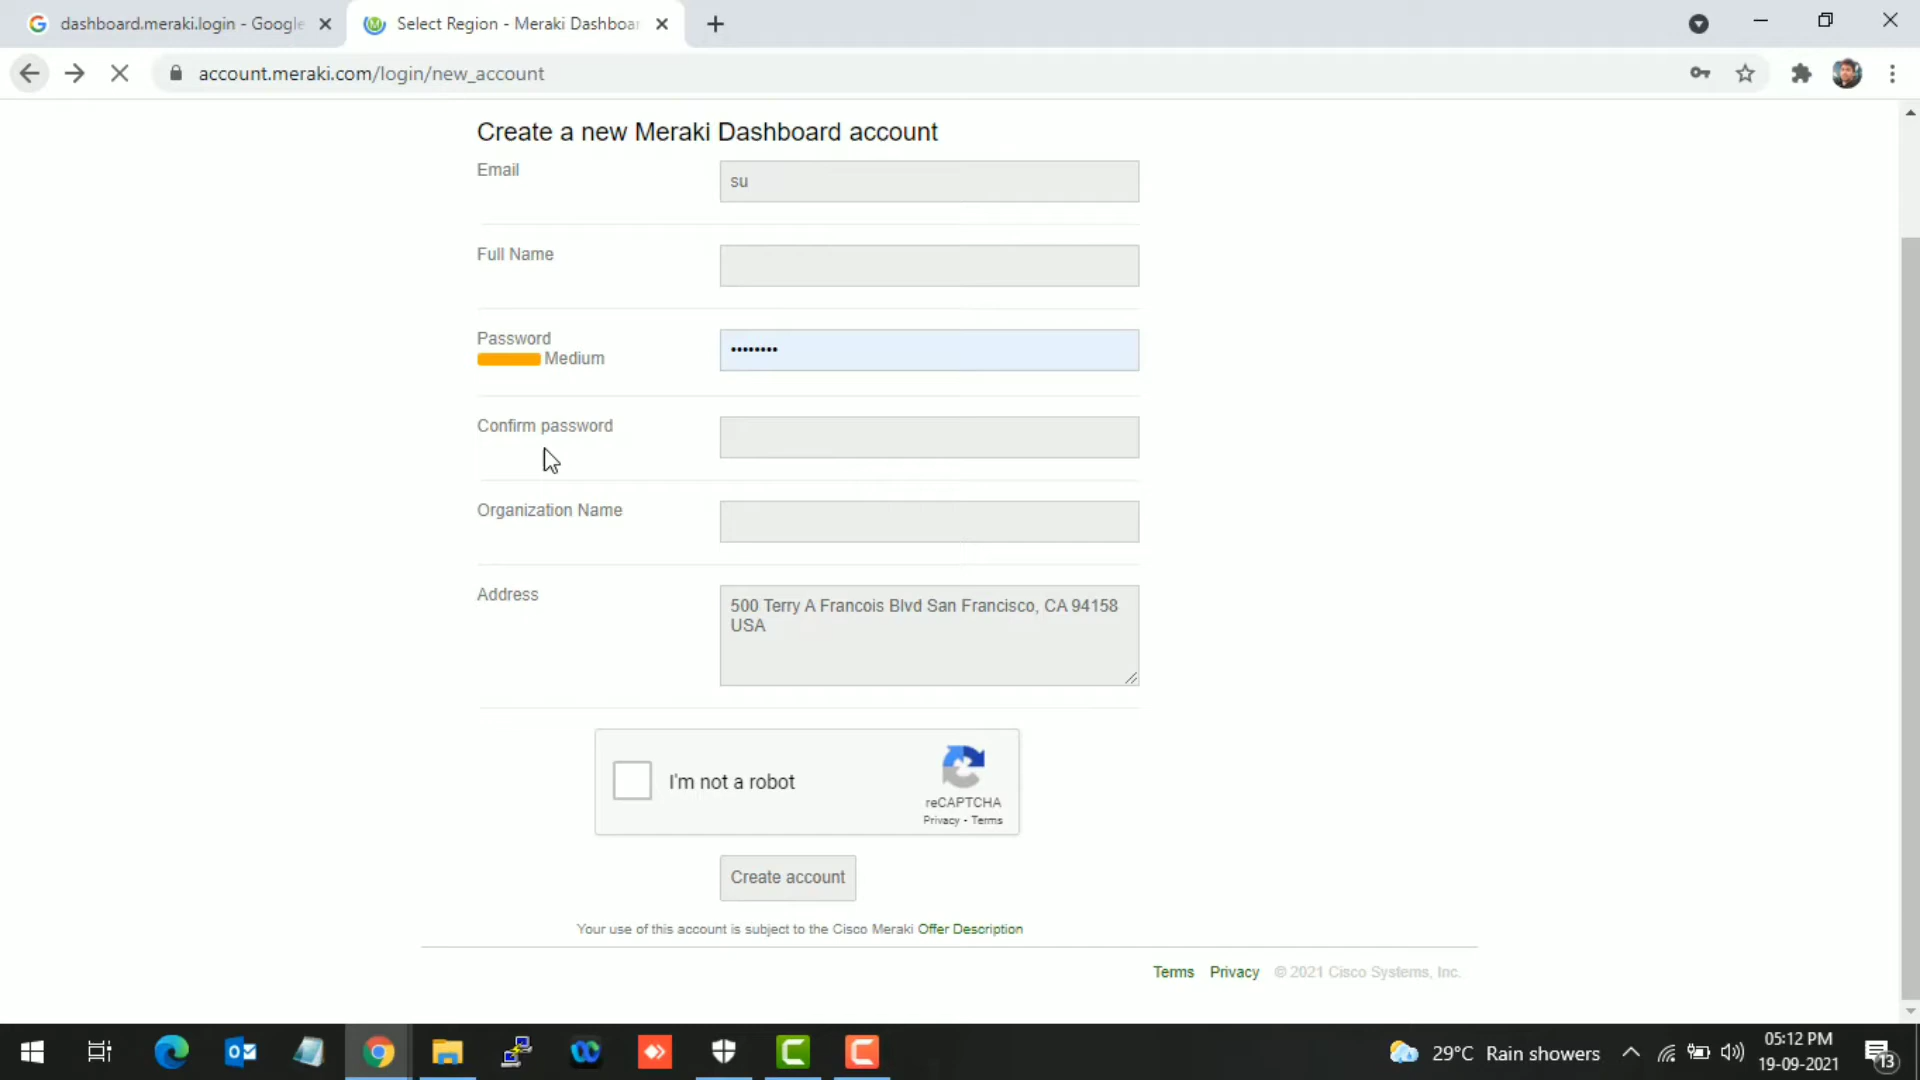 dashboard.meraki.login - Google
Select Region - Meraki Dashboar
account.meraki.com/login/new_account
Create a new Meraki Dashboard account
Email
su
Full Name
Password
Medium
••••••••
Confirm password
Organization Name
Address
500 Terry A Francois Blvd San Francisco, CA 94158
USA
I'm not a robot
reCAPTCHA
Privacy - Terms
Create account
Your use of this account is subject to the Cisco Meraki Offer Description
Terms Privacy © 2021 Cisco Systems, Inc.
29°C Rain showers
05:12 PM
19-09-2021
13